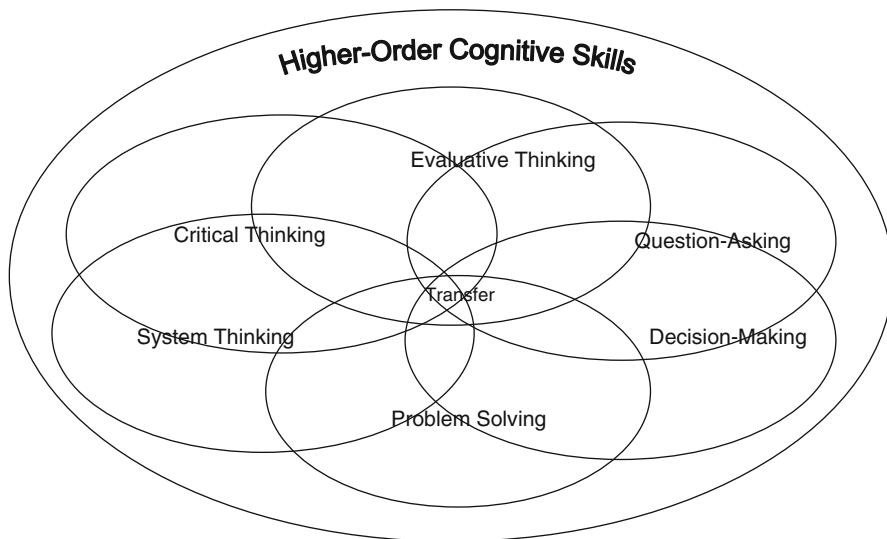 Higher-Order Cognitive Skills
Evaluative Thinking
Critical Thinking
Question-Asking
Transfer
System Thinking
Decision-Making
Problem Solving